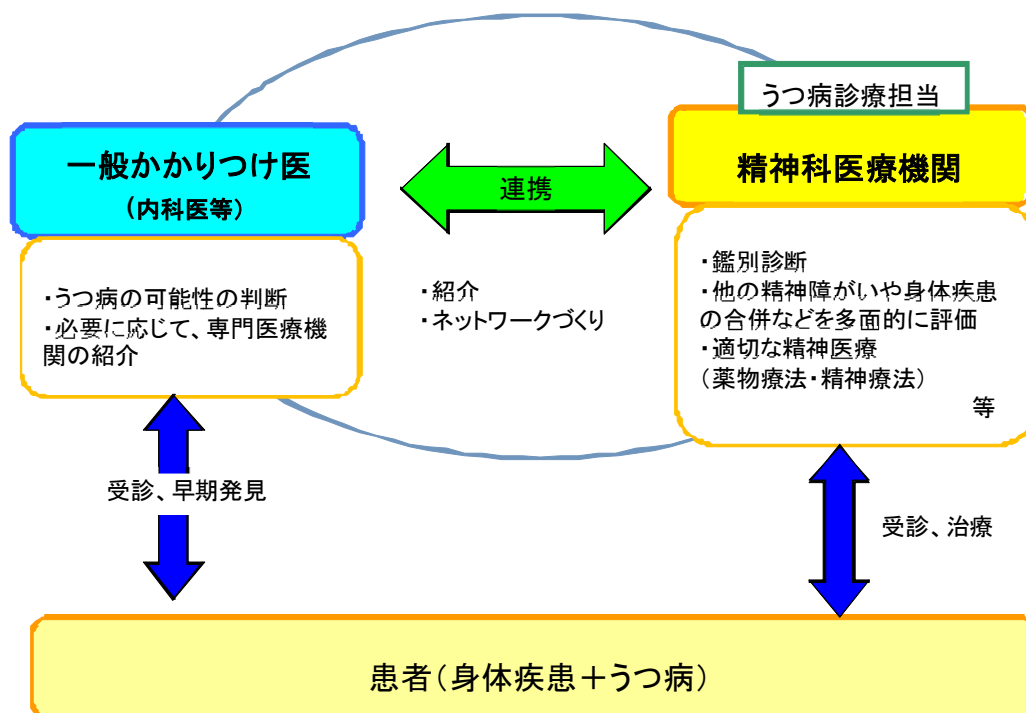 うつ病診療担当
一般かかりつけ医
(内科医等)
連携
精神科医療機関
・うつ病の可能性の判断
・必要に応じて、専門医療機
関の紹介
・紹介
・ネットワークづくり
・鑑別診断
・他の精神障がいや身体疾患
の合併などを多面的に評価
・適切な精神医療
(薬物療法・精神療法)
等
受診、早期発見
受診、治療
患者(身体疾患+うつ病)